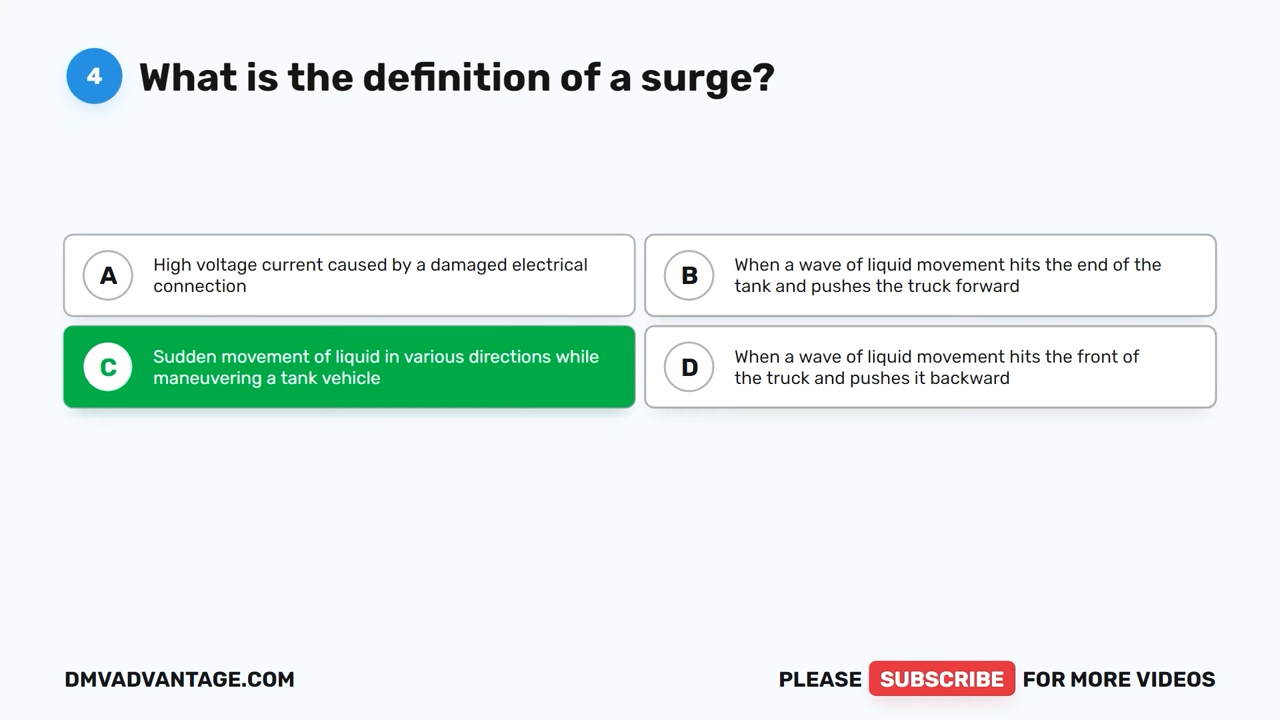 4 What is the definition of a surge?
A High voltage current caused by a damaged electrical
connection
B When a wave of liquid movement hits the end of the
tank and pushes the truck forward
C Sudden movement of liquid in various directions while
maneuvering a tank vehicle
D When a wave of liquid movement hits the front of
the truck and pushes it backward
DMVADVANTAGE.COM
PLEASE SUBSCRIBE FOR MORE VIDEOS